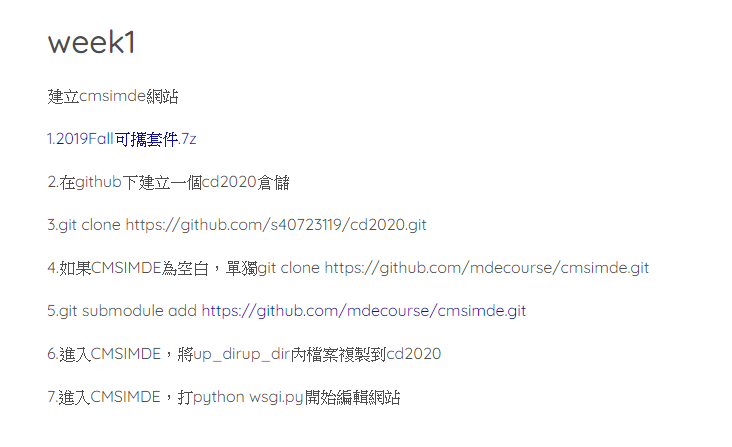 week1
建立cmsimde網站
1.2019Fall可攜套件.7z
2.在github下建立一個cd2020倉儲
3.git clone https://github.com/s40723119/cd2020.git
4.如果CMSIMDE為空白，單獨git clone https://github.com/mdecourse/cmsimde.git
5.git submodule add https://github.com/mdecourse/cmsimde.git
6.進入CMSIMDE，將up_dirup_dir內檔案複製到cd2020
7.進入CMSIMDE，打python wsgi.py開始編輯網站